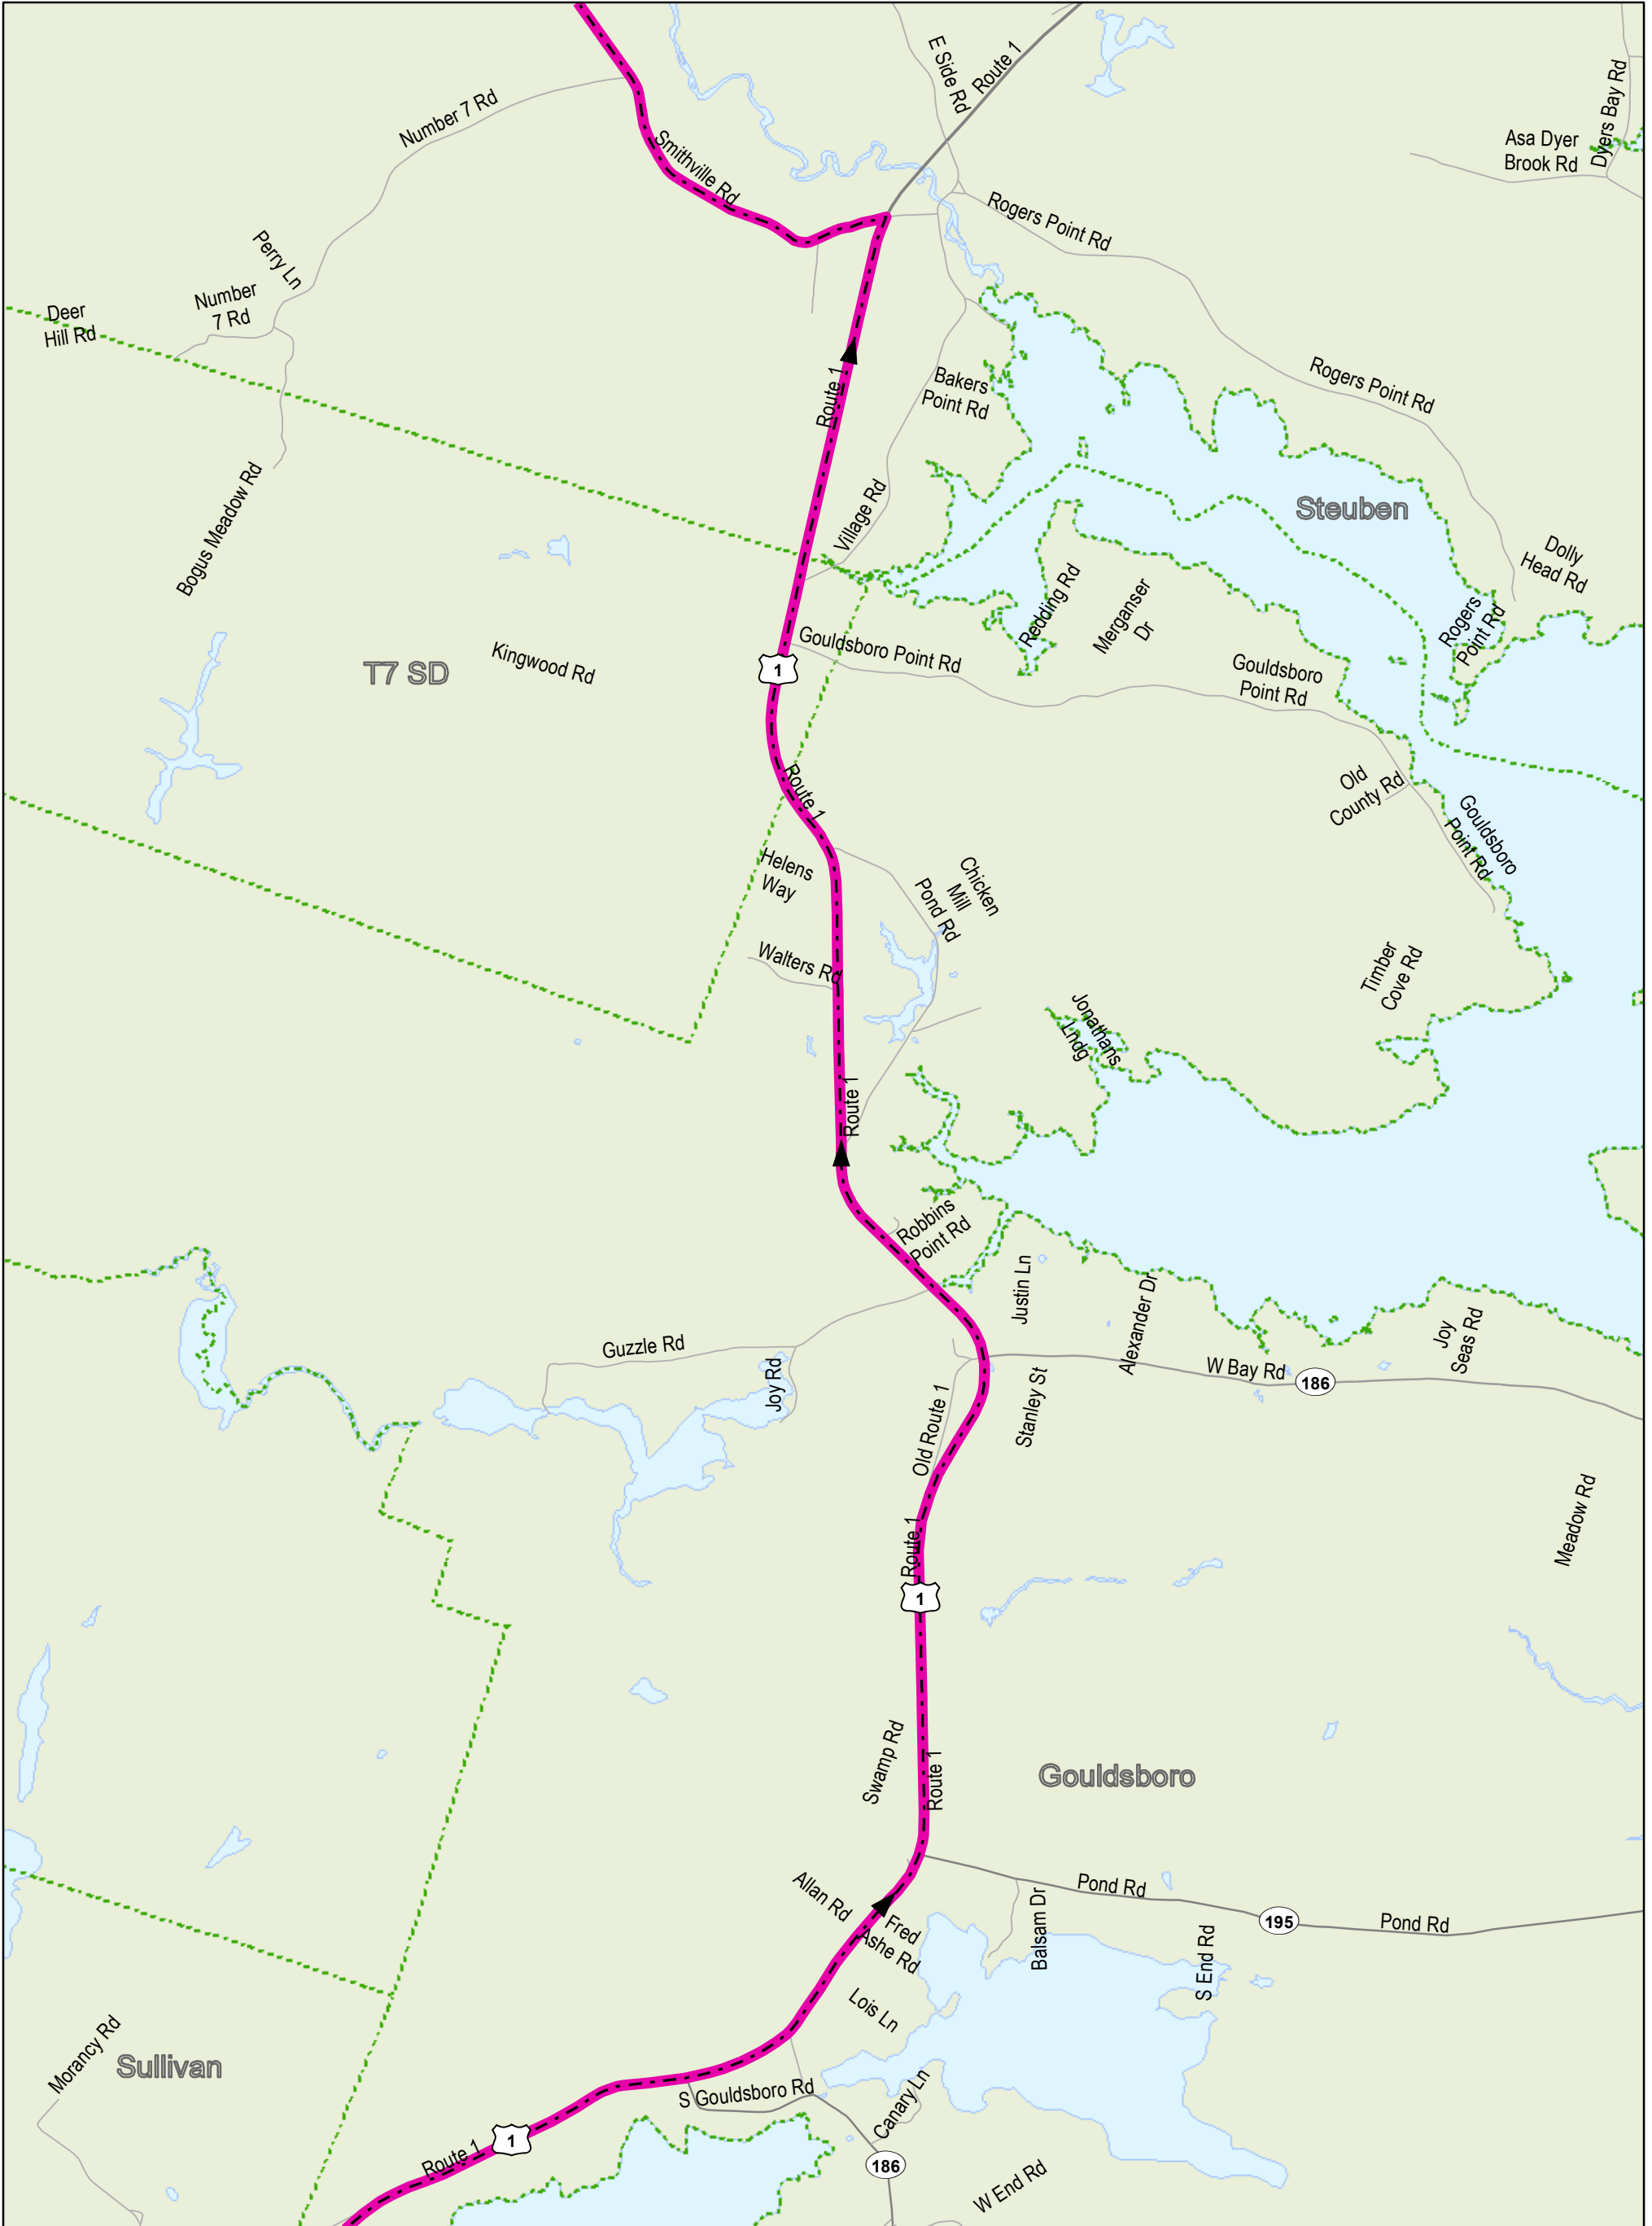 E Side Rd
Route 1
Number 7 Rd
Dyers Bay Rd
Asa Dyer
Brook Rd
Smithville Rd
Rogers Point Rd
Perry Ln
Number
7 Rd
Deer
Hill Rd
Route 1
Bakers
Point Rd
Rogers Point Rd
Bogus Meadow Rd
Village Rd
Steuben
Dolly
Head Rd
Redding Rd
Merganser
Dr
Rogers
Point Rd
T7 SD
Kingwood Rd
1
Gouldsboro Point Rd
Gouldsboro
Point Rd
Route 1
Old
County Rd
Gouldsboro
Point Rd
Helens
Way
Chicken
Mill
Pond Rd
Walters Rd
Timber
Cove Rd
Jonathans
Lndg
Route 1
Robbins
Point Rd
Justin Ln
Alexander Dr
Joy
Seas Rd
Guzzle Rd
Joy Rd
W Bay Rd
186
Old Route 1
Stanley St
Meadow Rd
Route 1
1
Swamp Rd
Route 1
Gouldsboro
Allan Rd
Fred
Ashe Rd
Pond Rd
195
Pond Rd
Balsam Dr
S End Rd
Lois Ln
Morancy Rd
Sullivan
S Gouldsboro Rd
Canary Ln
1
Route 1
186
W End Rd